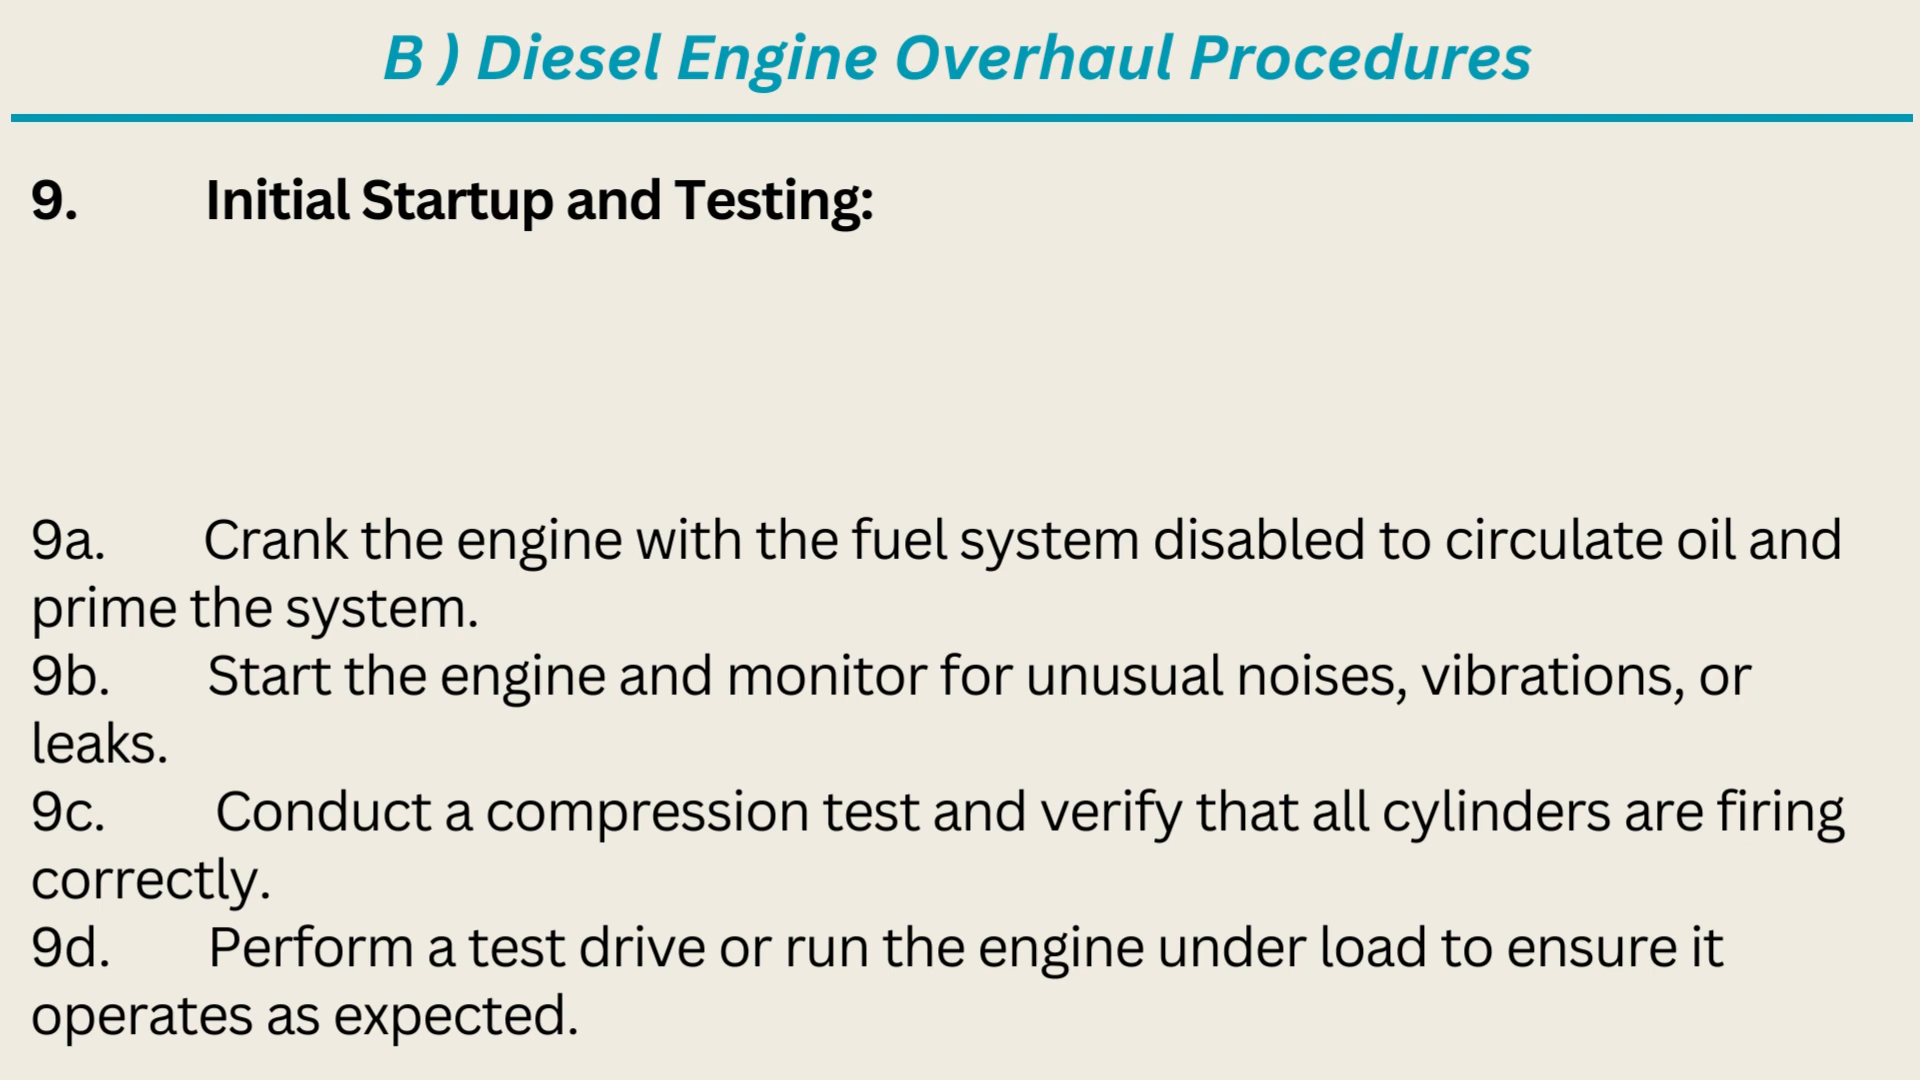 B ) Diesel Engine Overhaul Procedures
9. Initial Startup and Testing:
9a. Crank the engine with the fuel system disabled to circulate oil and
prime the system.
9b. Start the engine and monitor for unusual noises, vibrations, or
leaks.
9c. Conduct a compression test and verify that all cylinders are firing
correctly.
9d. Perform a test drive or run the engine under load to ensure it
operates as expected.